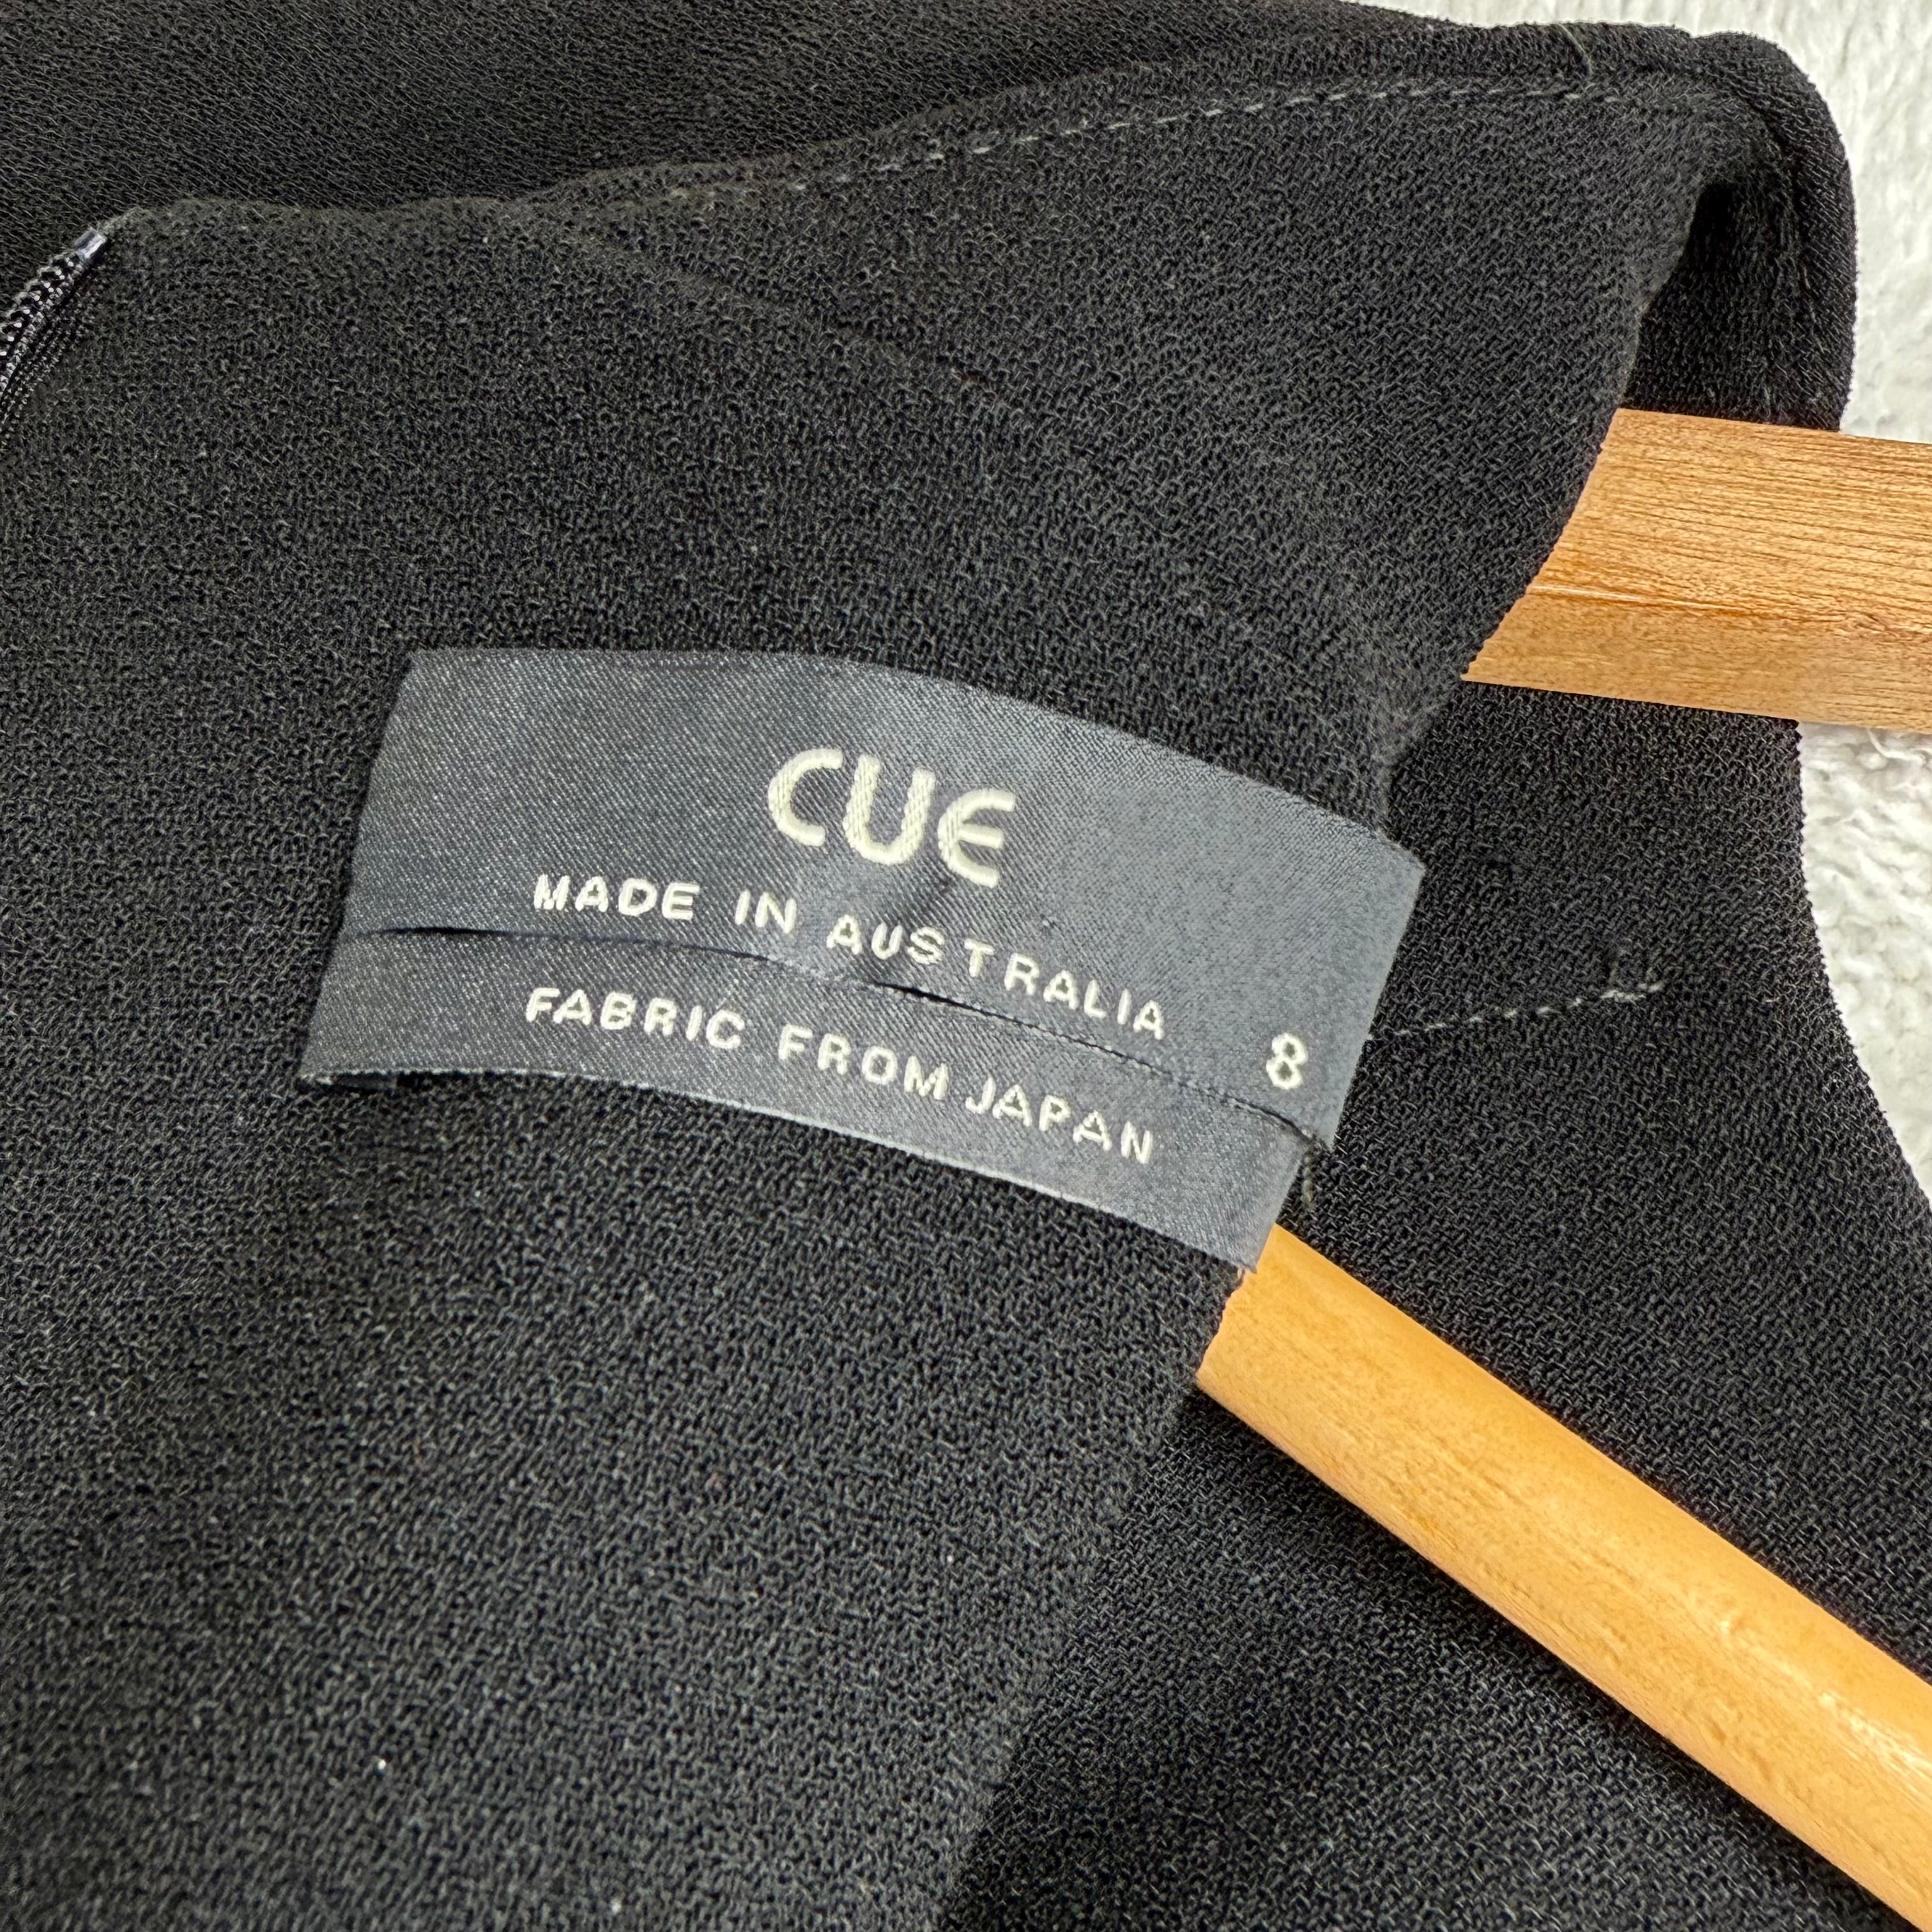 CUE
MADE IN AUSTRALIA
8
FABRIC FROM JAPAN